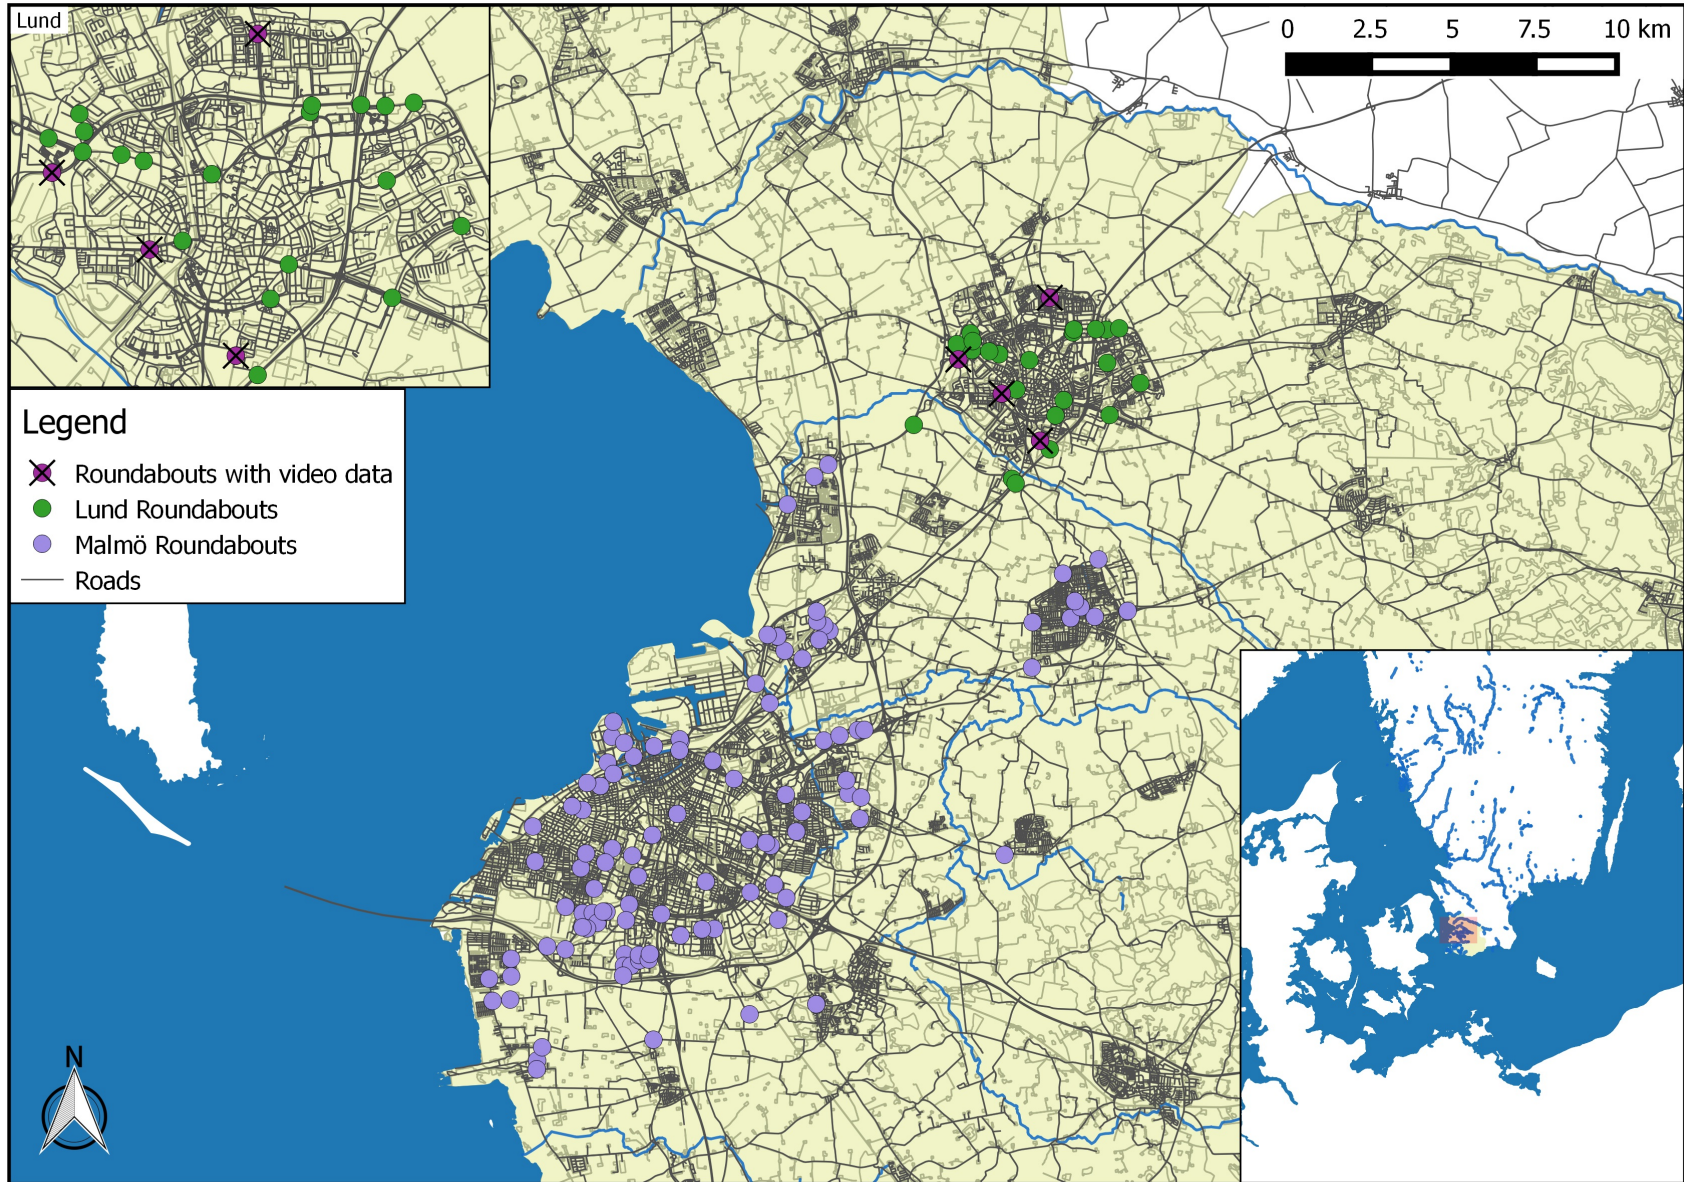 Lund
0 2.5 5 7.5 10 km
Legend
Roundabouts with video data
Lund Roundabouts
Malmö Roundabouts
Roads
N